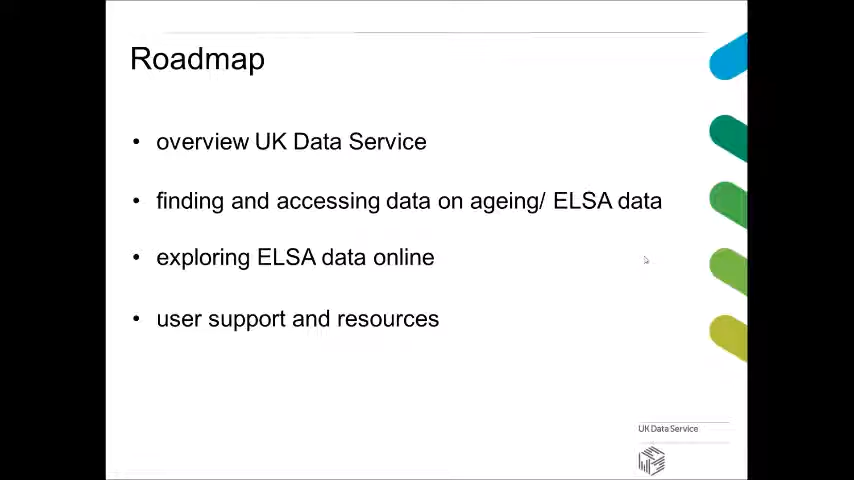 Roadmap
• overview UK Data Service
• finding and accessing data on ageing/ ELSA data
• exploring ELSA data online
• user support and resources
UK Data Service